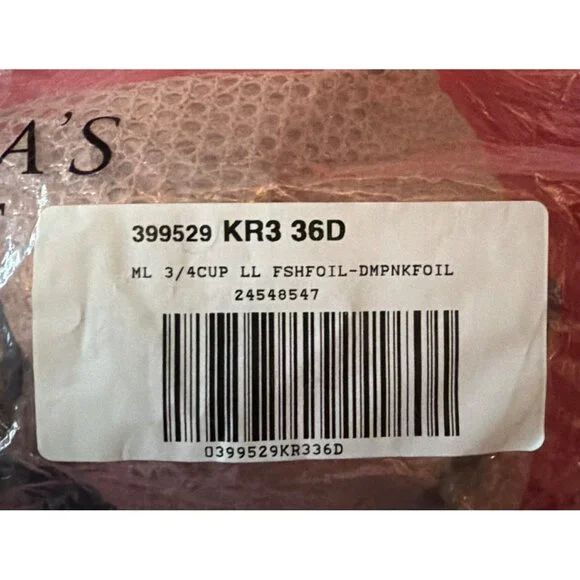 A'S
399529 KR3 36D
ML 3/4CUP LL FSHFOIL-DMPNKFOIL
24548547
0399529KR336D